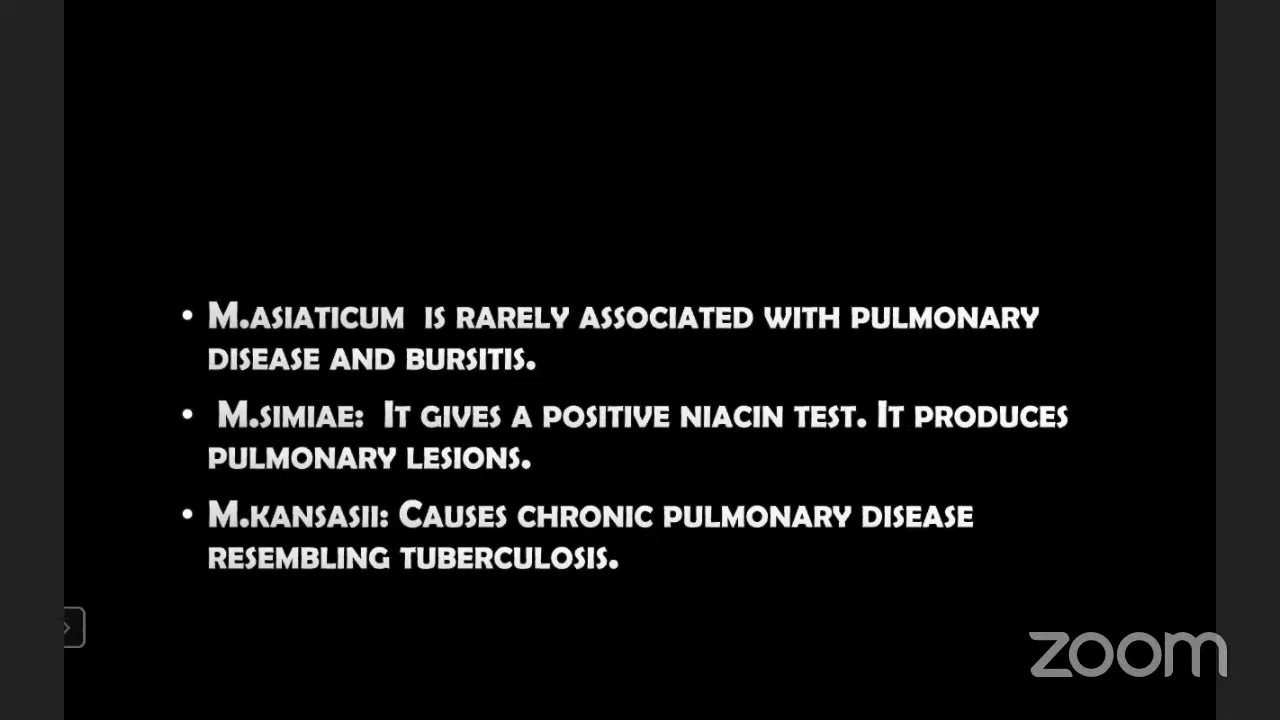 • M.ASIATICUM IS RARELY ASSOCIATED WITH PULMONARY
DISEASE AND BURSITIS.
• M.SIMIAE: IT GIVES A POSITIVE NIACIN TEST. IT PRODUCES
PULMONARY LESIONS.
• M.KANSASII: CAUSES CHRONIC PULMONARY DISEASE
RESEMBLING TUBERCULOSIS.
zoom